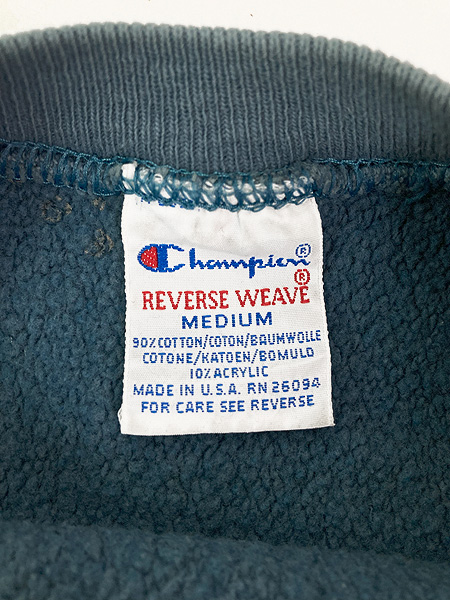 Champion®
®
REVERSE WEAVE
MEDIUM
90%COTTON/COTON/BAUMWOLLE
COTONE/KATOEN/BOMULD
10%ACRYLIC
MADE IN U.S.A. RN 26094
FOR CARE SEE REVERSE